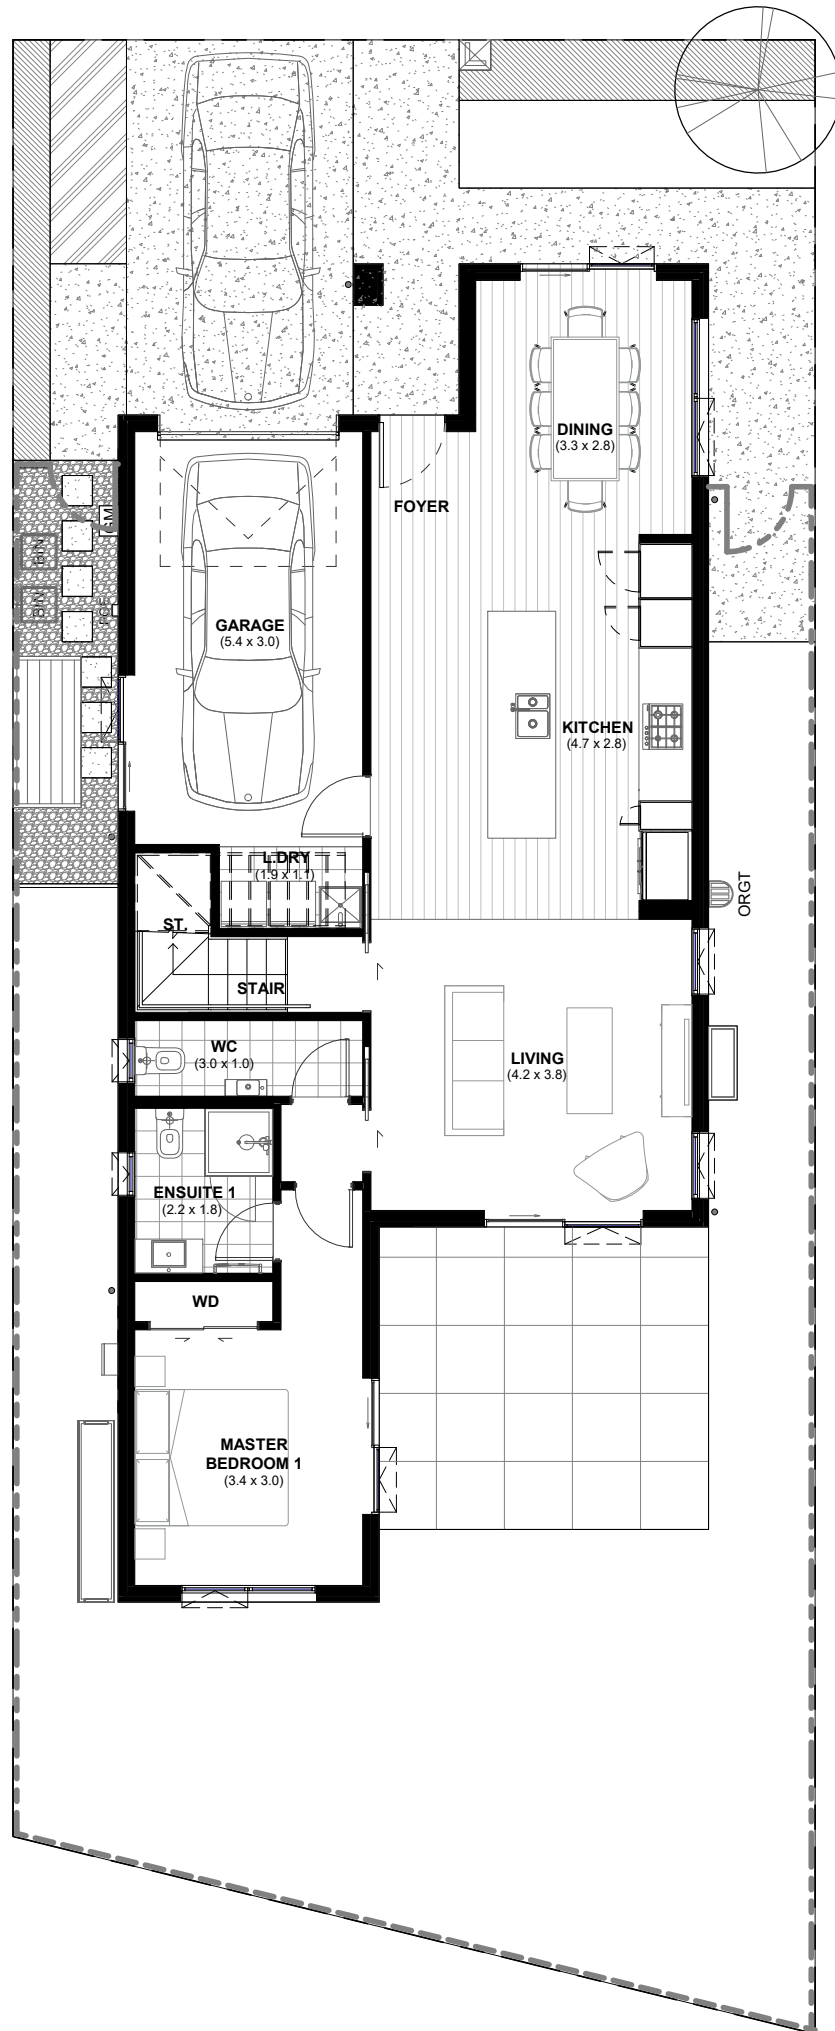 DINING
(3.3 x 2.8)
FOYER
GM
BIN
BIN
GARAGE
(5.4 x 3.0)
KITCHEN
(4.7 x 2.8)
L.DRY
(1.9 x 1.1)
ORGT
ST.
STAIR
WC
(3.0 x 1.0)
LIVING
(4.2 x 3.8)
ENSUITE 1
(2.2 x 1.8)
WD
MASTER
BEDROOM 1
(3.4 x 3.0)